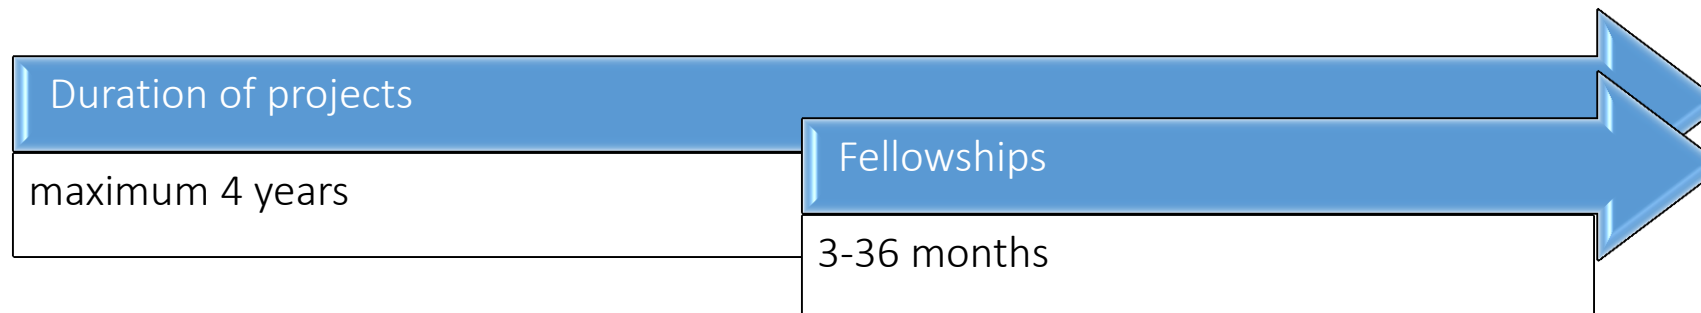 Duration of projects
maximum 4 years
Fellowships
3-36 months